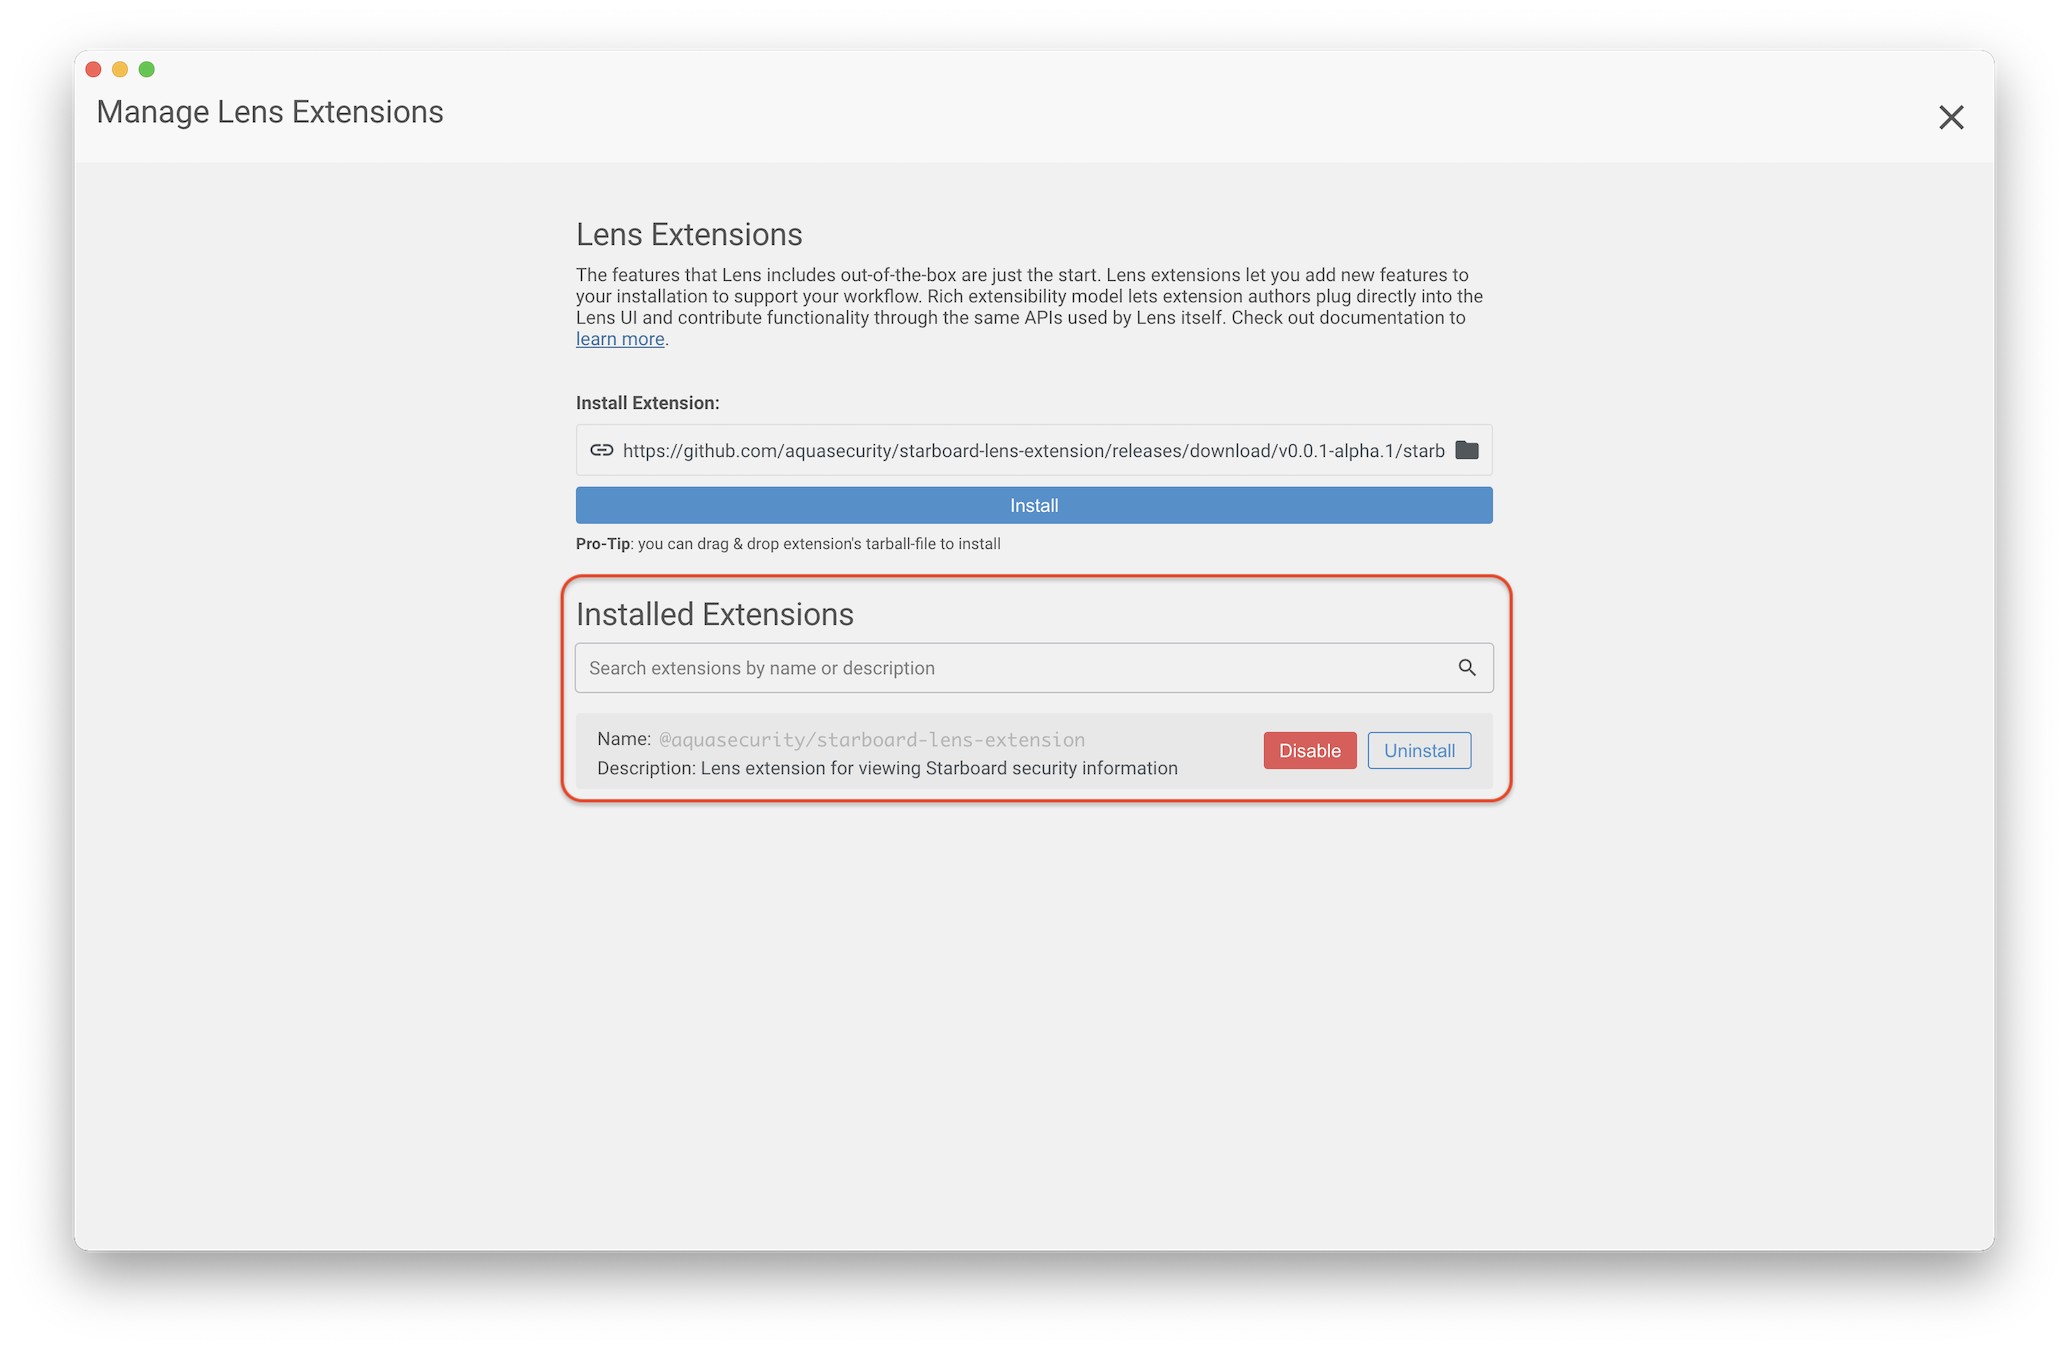 Manage Lens Extensions
Lens Extensions
The features that Lens includes out-of-the-box are just the start. Lens extensions let you add new features to
your installation to support your workflow. Rich extensibility model lets extension authors plug directly into the
Lens UI and contribute functionality through the same APIs used by Lens itself. Check out documentation to
learn more.
Install Extension:
https://github.com/aquasecurity/starboard-lens-extension/releases/download/v0.0.1-alpha.1/starb
Install
Pro-Tip: you can drag & drop extension's tarball-file to install
Installed Extensions
Search extensions by name or description
Name: @aquasecurity/starboard-lens-extension
Description: Lens extension for viewing Starboard security information
Disable
Uninstall